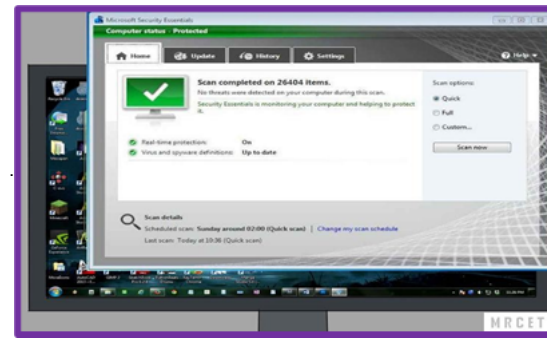 Microsoft Security Essentials
Computer status - Protected
Home
Update
History
Settings
Help
Scan completed on 26404 items.
No threats were detected on your computer during this scan.
Security Essentials is monitoring your computer and helping to protect
it.
Real-time protection: On
Virus and spyware definitions: Up to date
Scan options:
Quick
Full
Custom...
Scan now
Scan details
Scheduled scan: Sunday around 02:00 (Quick scan) | Change my scan schedule
Last scan: Today at 10:36 (Quick scan)
Minecraft
MRCET